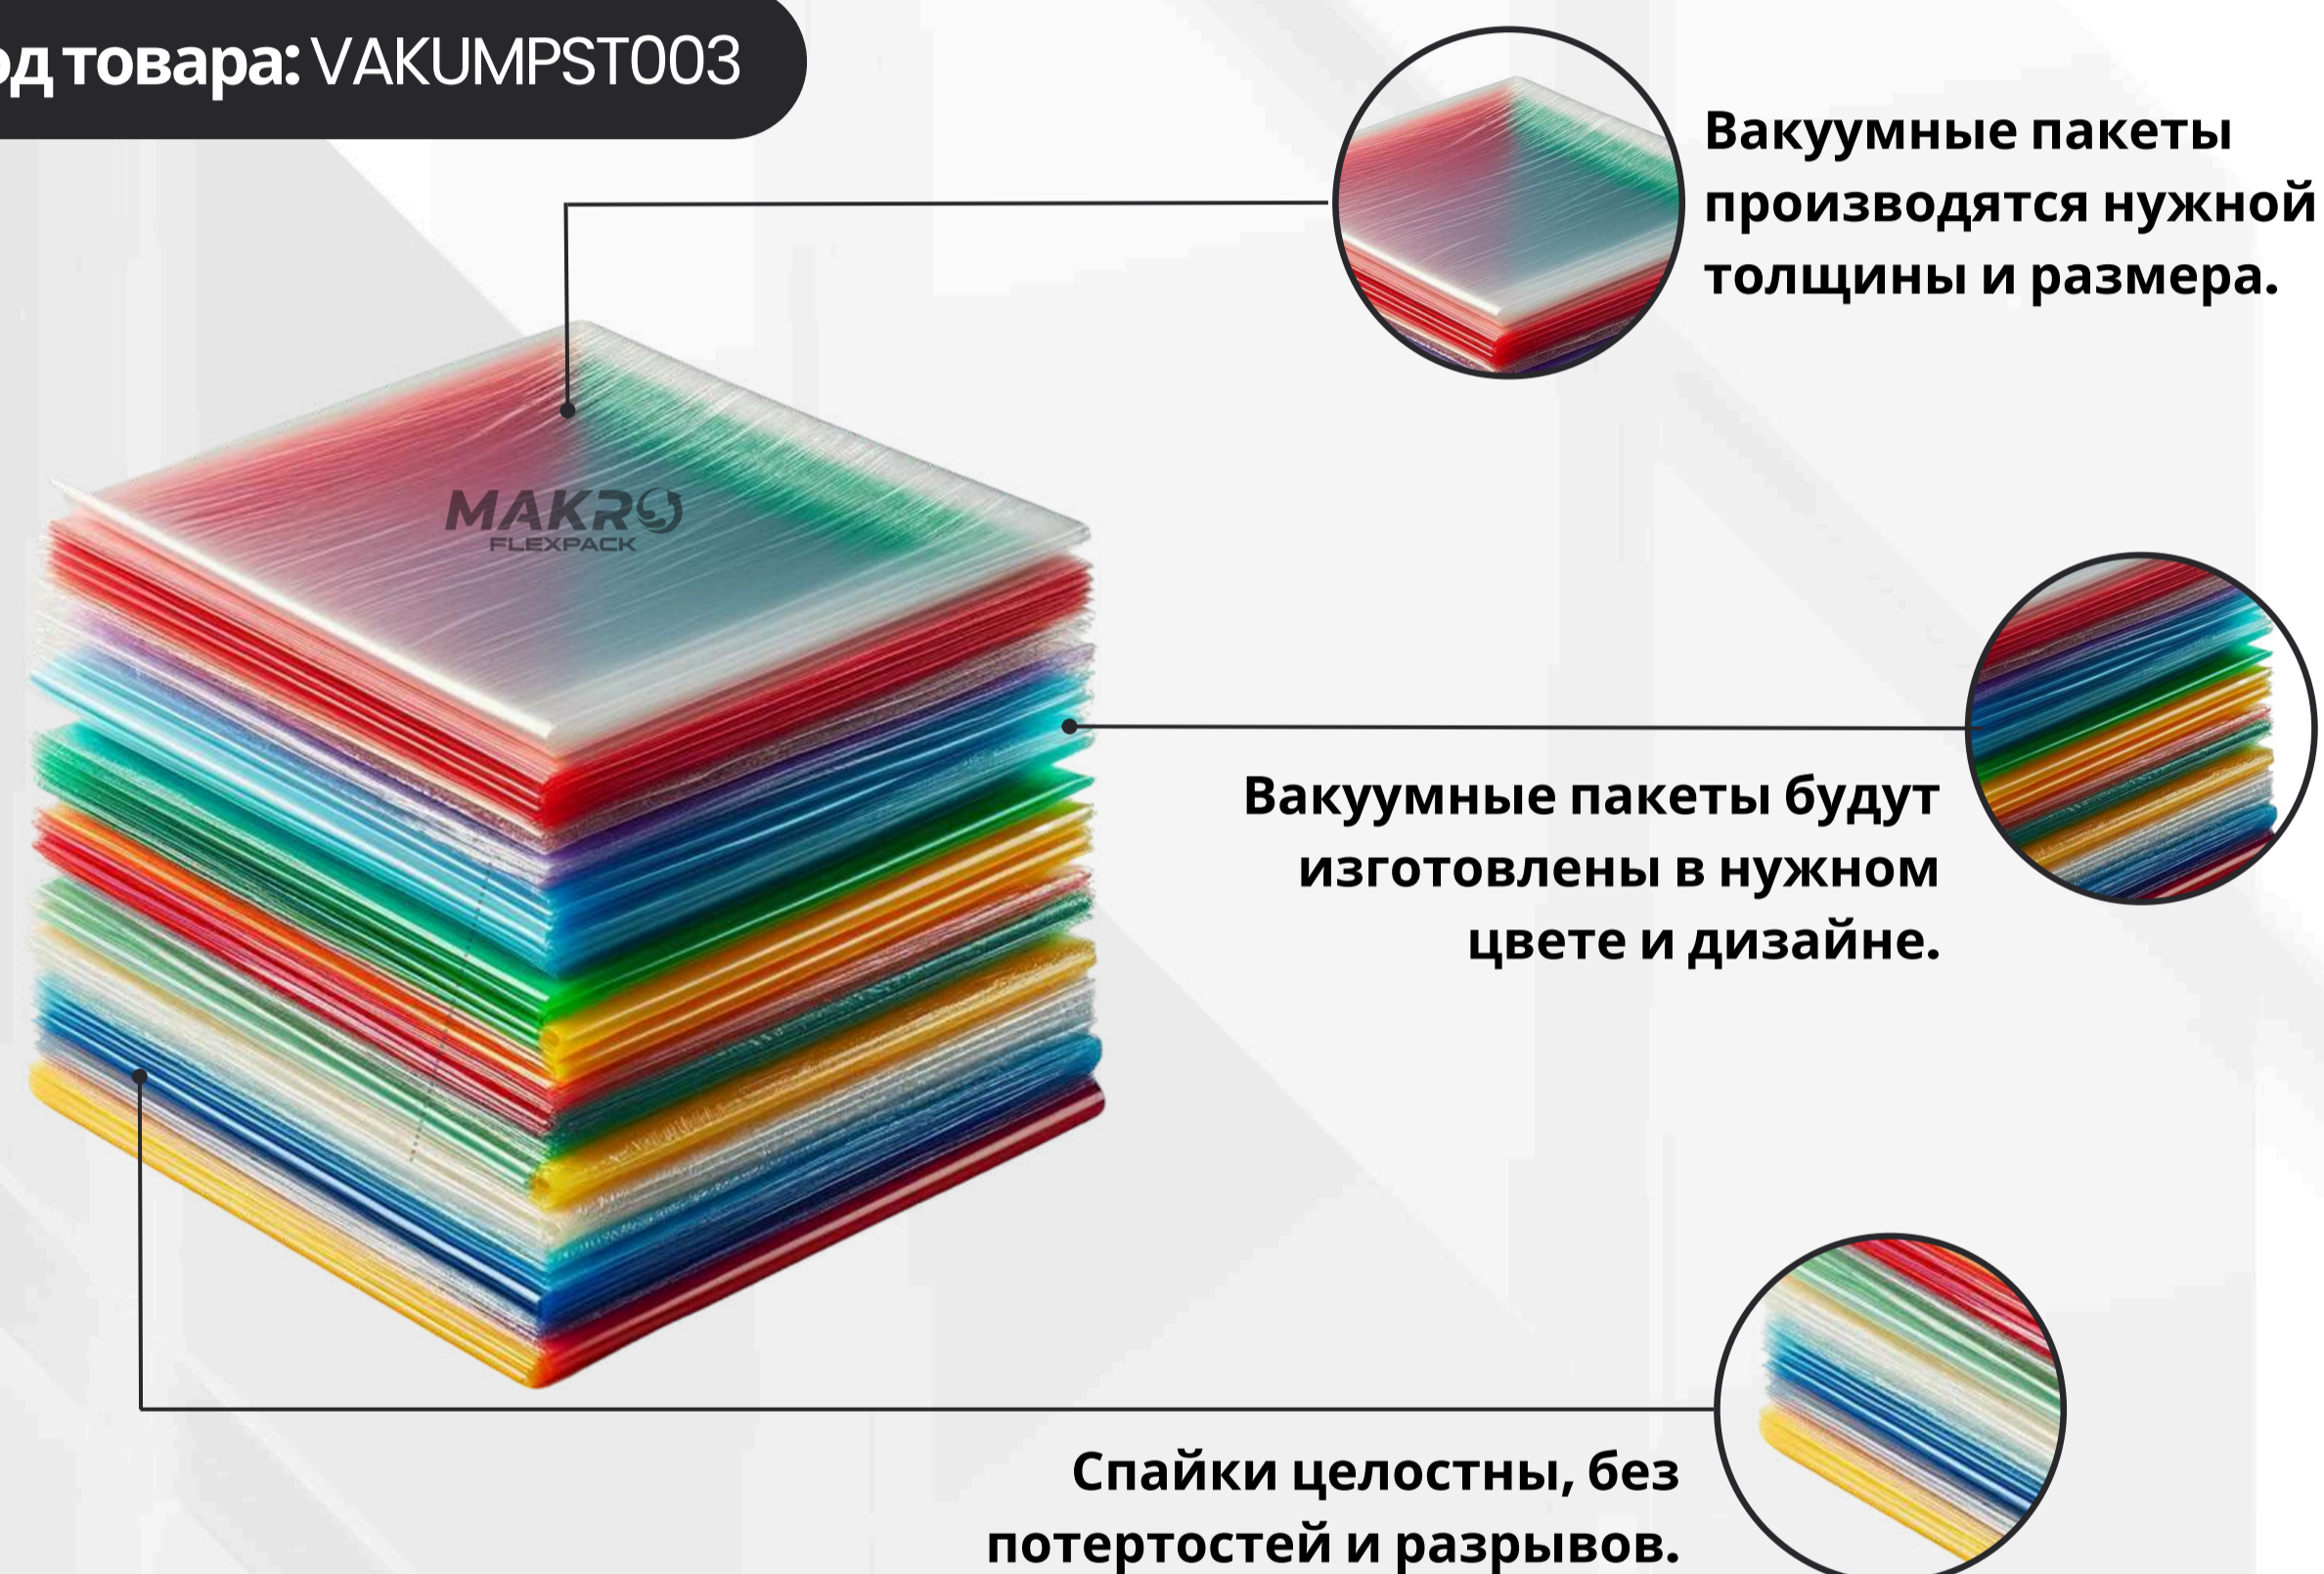 од товара: VAKUMPST003
Вакуумные пакеты
производятся нужной
толщины и размера.
MAKRO
FLEXPACK
Вакуумные пакеты будут
изготовлены в нужном
цвете и дизайне.
Спайки целостны, без
потертостей и разрывов.